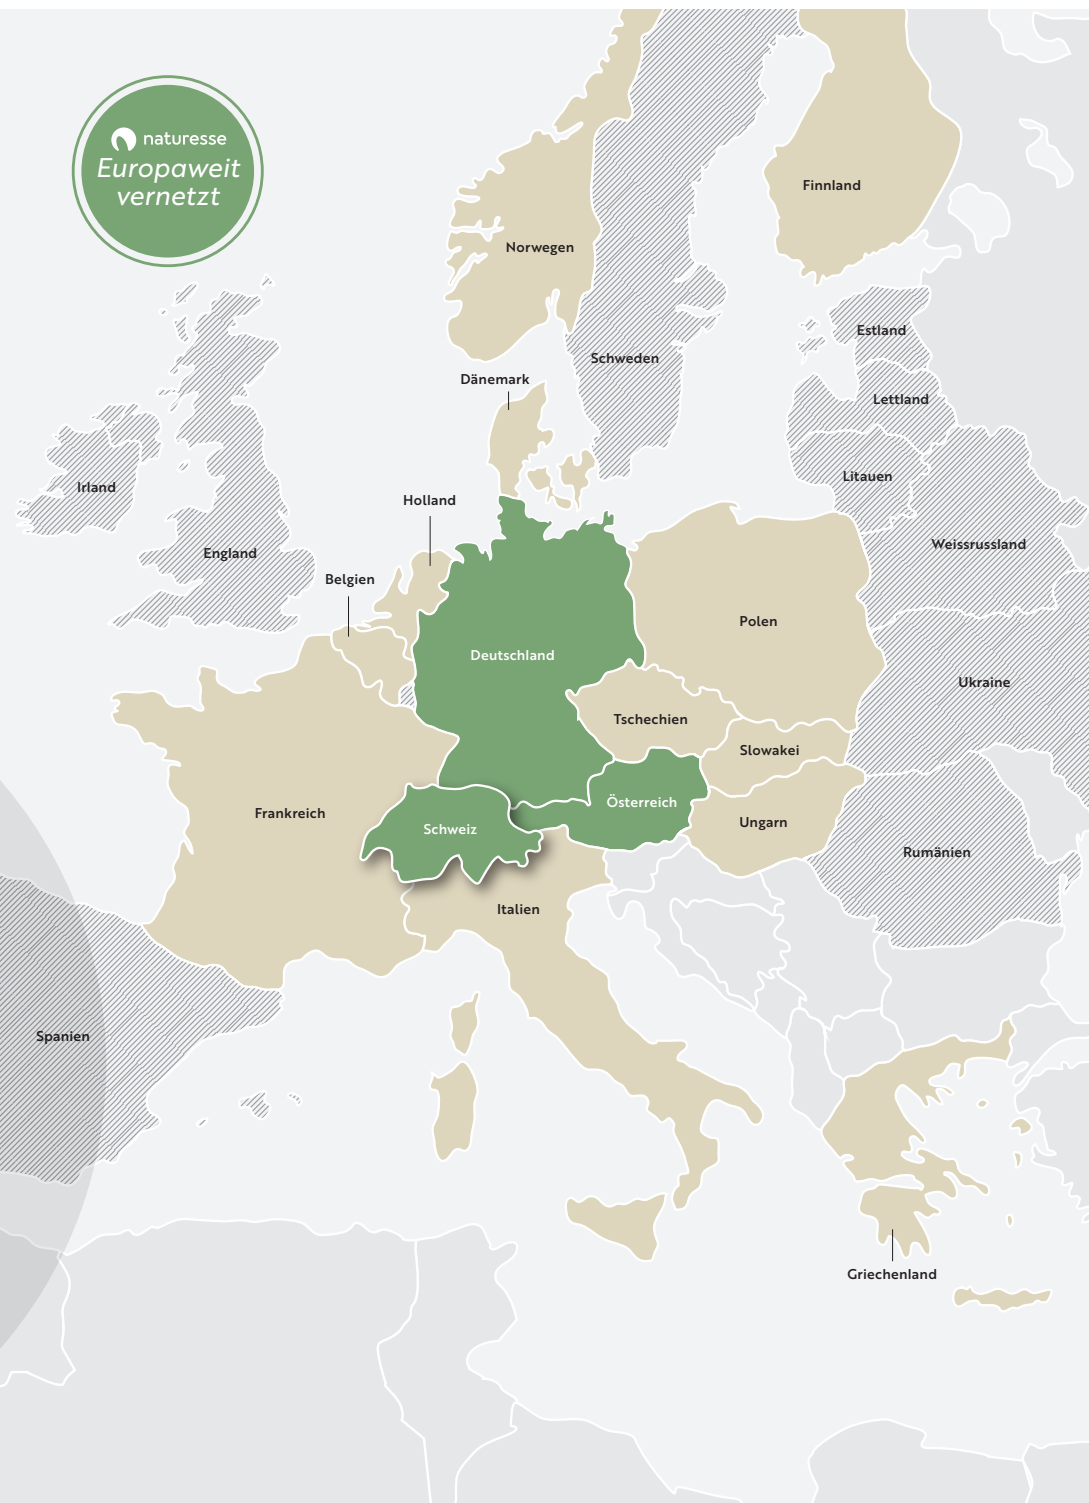 naturesse
Europaweit
vernetzt
Finnland
Norwegen
Estland
Schweden
Dänemark
Lettland
Litauen
Irland
Holland
England
Weissrussland
Belgien
Polen
Deutschland
Ukraine
Tschechien
Slowakei
Österreich
Frankreich
Ungarn
Schweiz
Rumänien
Italien
Spanien
Griechenland